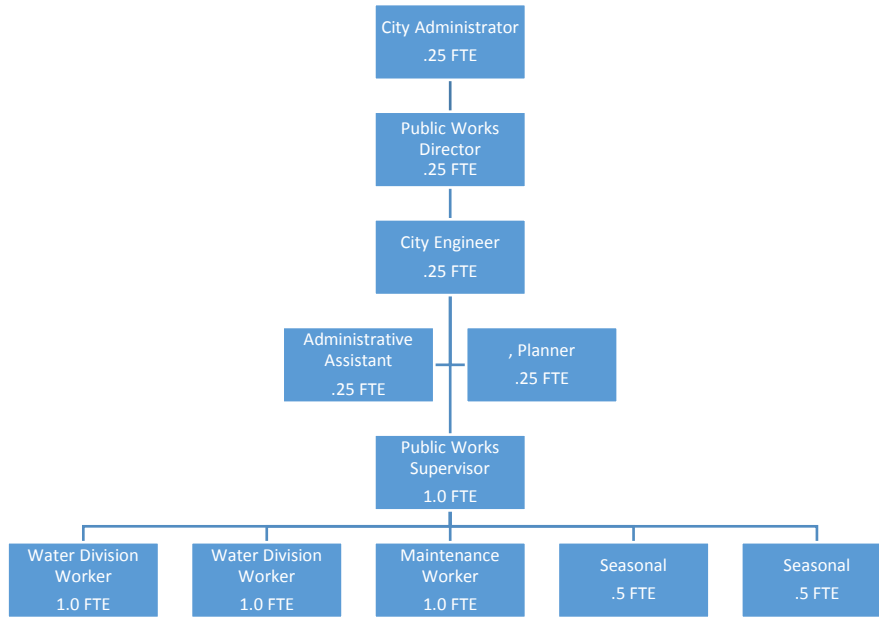 City Administrator
.25 FTE
Public Works
Director
.25 FTE
City Engineer
.25 FTE
Administrative
Assistant
.25 FTE
, Planner
.25 FTE
Public Works
Supervisor
1.0 FTE
Water Division
Worker
1.0 FTE
Water Division
Worker
1.0 FTE
Maintenance
Worker
1.0 FTE
Seasonal
.5 FTE
Seasonal
.5 FTE